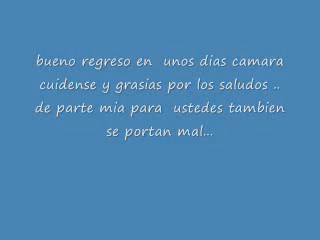 bueno regreso en  unos dias camara
cuidense y grasias por los saludos ..
de parte mia para  ustedes tambien
se portan mal...